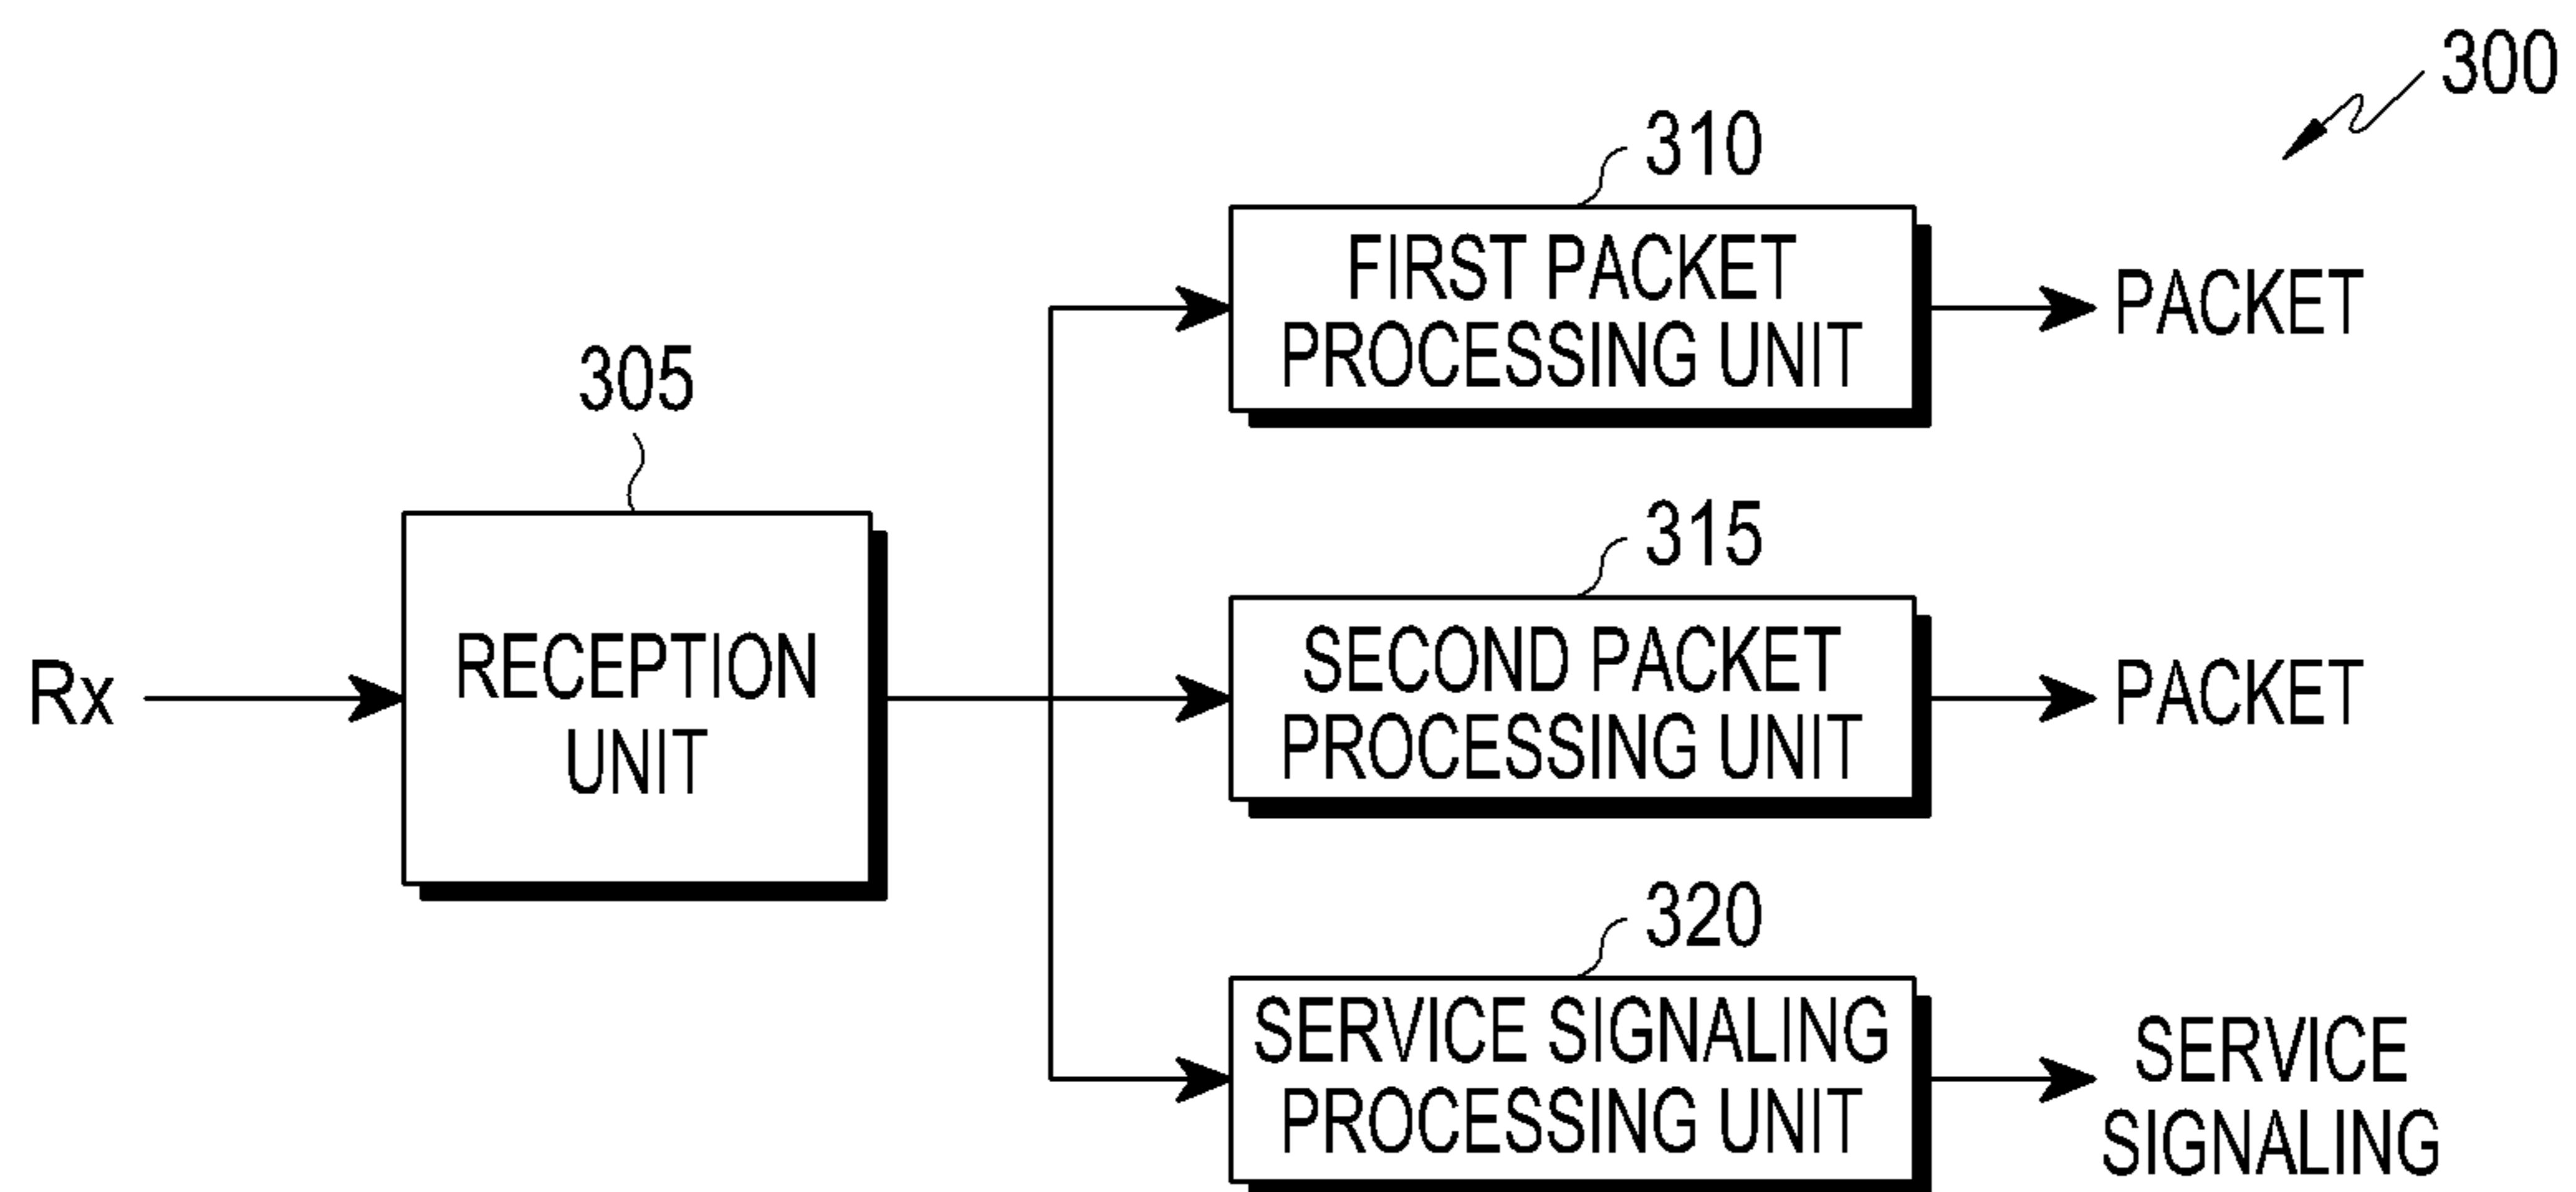 300
310
FIRST PACKET
PROCESSING UNIT
PACKET
305
315
Rx
RECEPTION
UNIT
SECOND PACKET
PROCESSING UNIT
PACKET
320
SERVICE SIGNALING
PROCESSING UNIT
SERVICE
SIGNALING